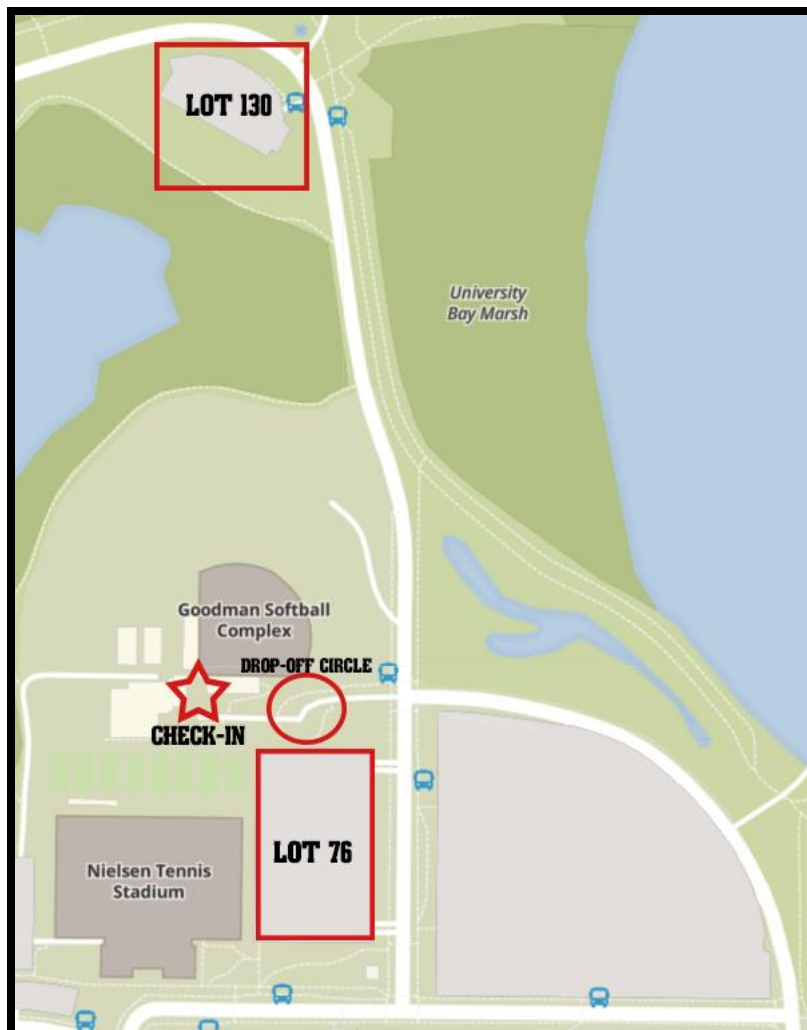 LOT 130
University
Bay Marsh
Goodman Softball
Complex
DROP-OFF CIRCLE
CHECK-IN
LOT 76
Nielsen Tennis
Stadium